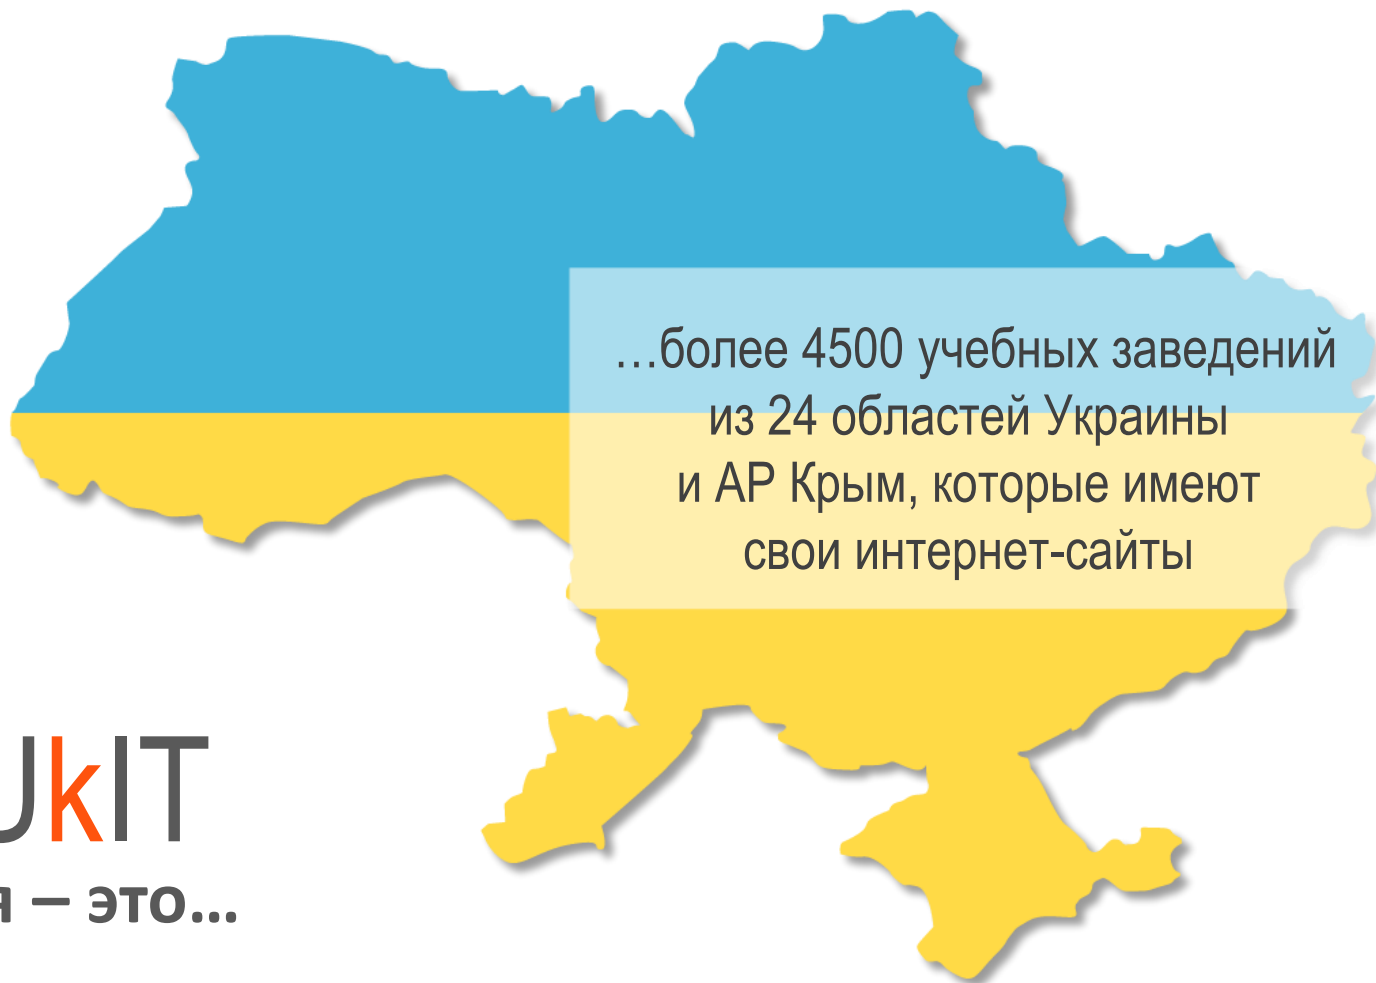 …более 4500 учебных заведений
из 24 областей Украины
и АР Крым, которые имеют
свои интернет-сайты
UkIT
я – это...